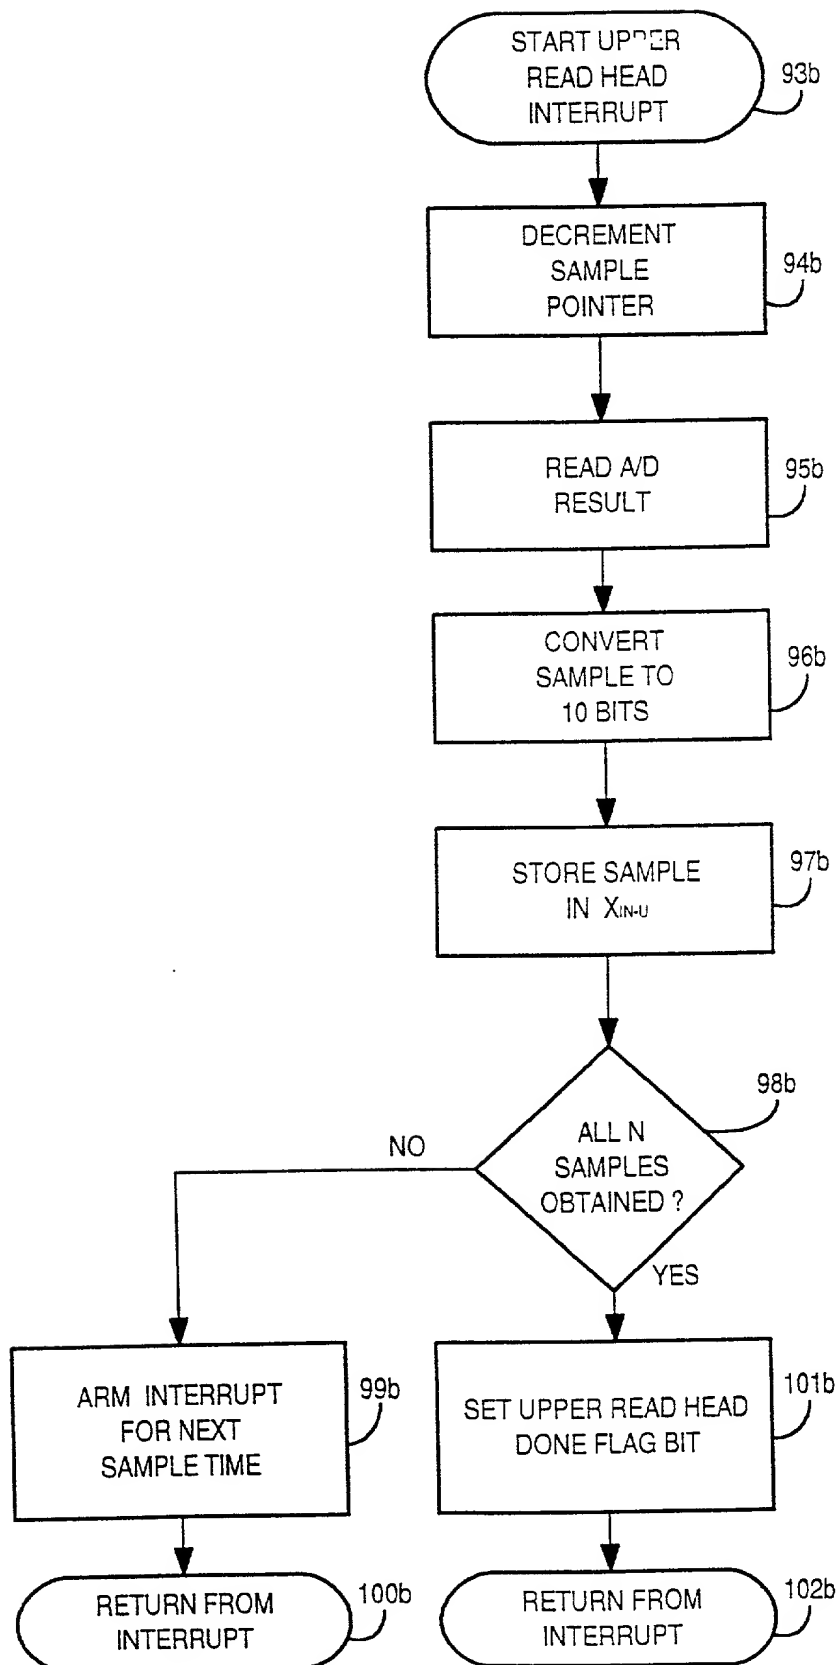 START UPPER
READ HEAD
INTERRUPT
93b
DECREMENT
SAMPLE
POINTER
94b
READ A/D
RESULT
95b
CONVERT
SAMPLE TO
10 BITS
96b
STORE SAMPLE
IN XIN-U
97b
ALL N
SAMPLES
OBTAINED ?
98b
NO
YES
ARM INTERRUPT
FOR NEXT
SAMPLE TIME
99b
SET UPPER READ HEAD
DONE FLAG BIT
101b
RETURN FROM
INTERRUPT
100b
RETURN FROM
INTERRUPT
102b